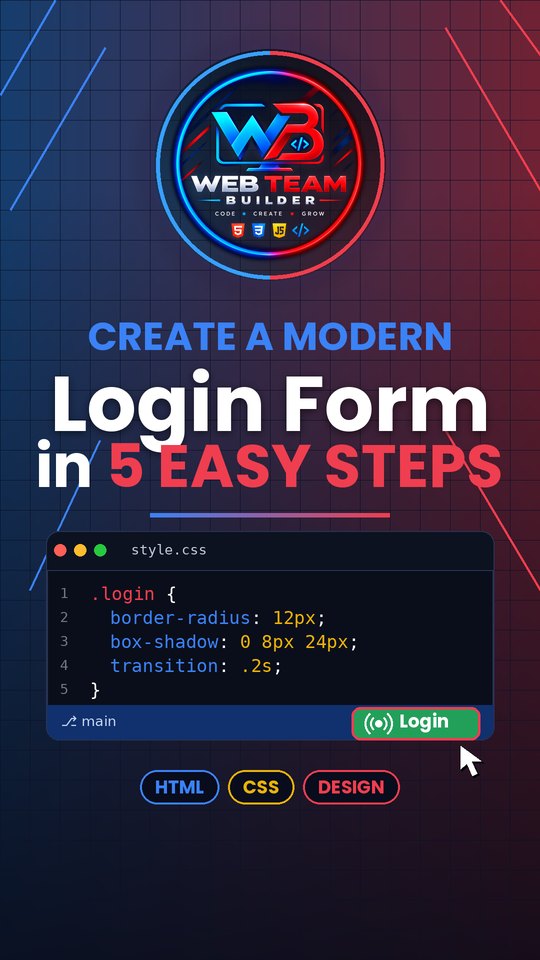 WB
</>
WEB TEAM
BUILDER
CODE • CREATE • GROW
5 3 JS </>
CREATE A MODERN
Login Form
in 5 EASY STEPS
style.css
1 .login {
2 border-radius: 12px;
3 box-shadow: 0 8px 24px;
4 transition: .2s;
5 }
main
Login
HTML CSS DESIGN